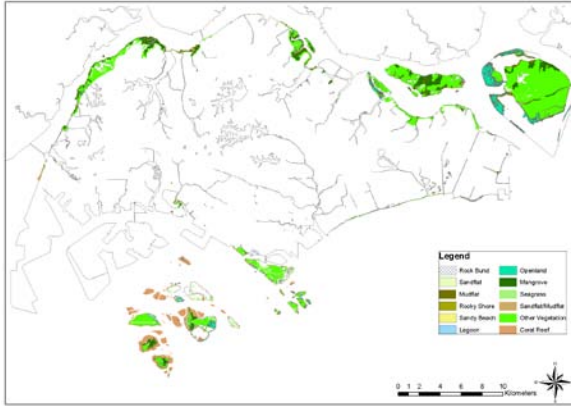 Legend
Rock Bund
Sandflat
Mudflat
Rocky Shore
Sandy Beach
Lagoon
Openland
Mangrove
Seagrass
Sandflat/Mudflat
Other Vegetation
Coral Reef
0 1 2 4 6 8 10
Kilometers